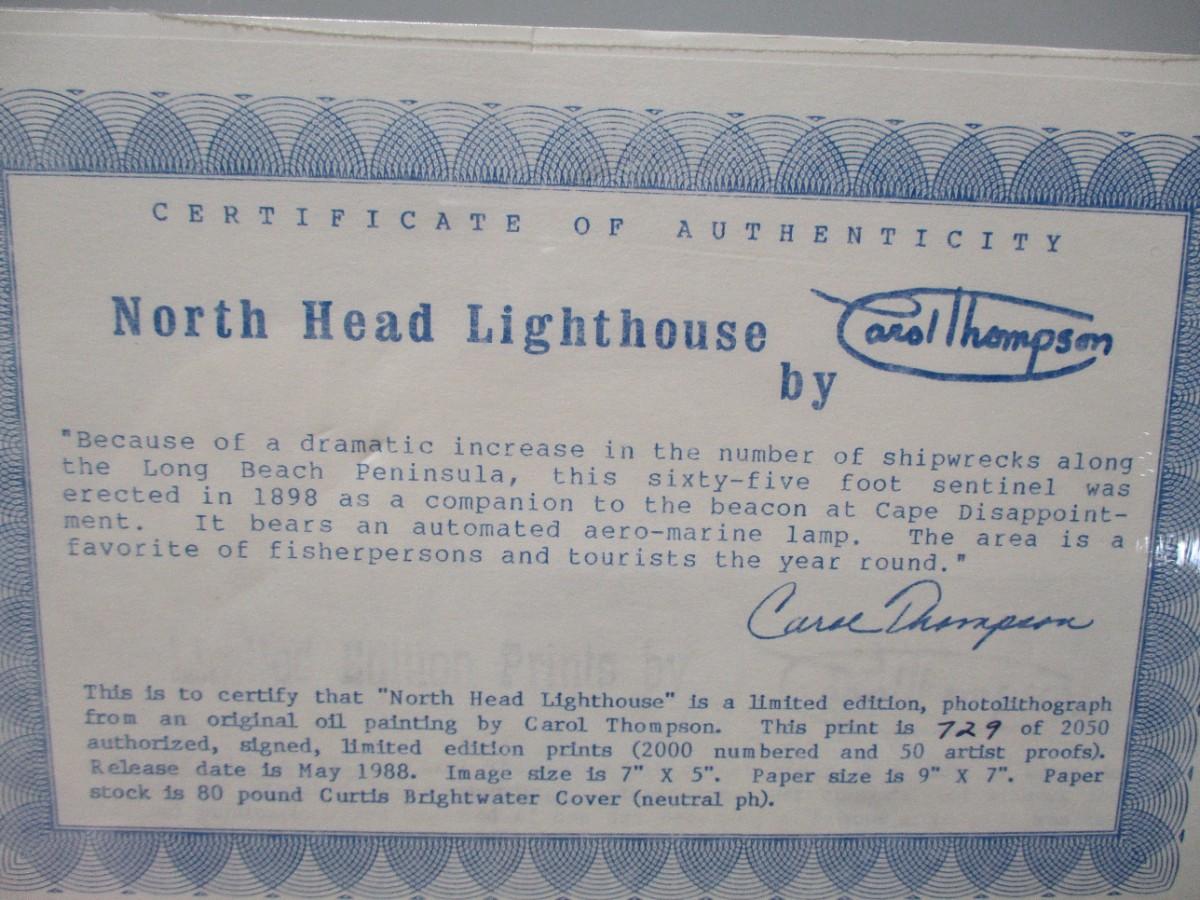 CERTIFICATE OF AUTHENTICITY
North Head Lighthouse
by
Carol Thompson
"Because of a dramatic increase in the number of shipwrecks along
the Long Beach Peninsula, this sixty-five foot sentinel was
erected in 1898 as a companion to the beacon at Cape Disappoint-
ment. It bears an automated aero-marine lamp. The area is a
favorite of fisherpersons and tourists the year round."
Carol Thompson
Limited Edition Prints by
This is to certify that "North Head Lighthouse" is a limited edition, photolithograph
from an original oil painting by Carol Thompson. This print is 729 of 2050
authorized, signed, limited edition prints (2000 numbered and 50 artist proofs).
Release date is May 1988. Image size is 7" X 5". Paper size is 9" X 7". Paper
stock is 80 pound Curtis Brightwater Cover (neutral ph).